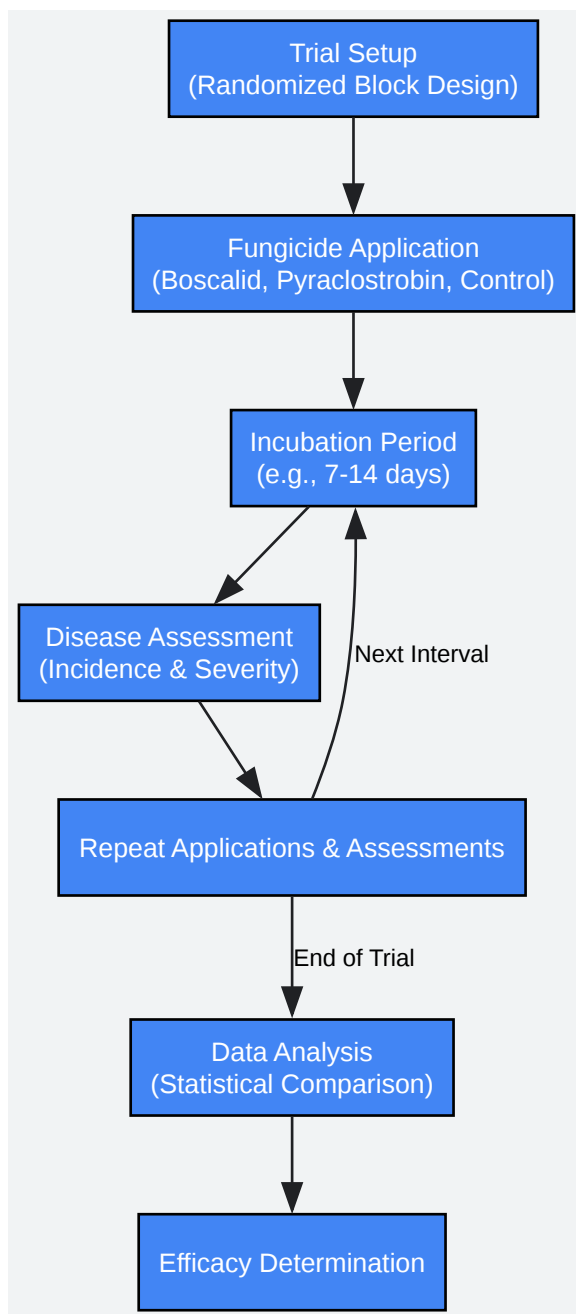 Trial Setup
(Randomized Block Design)
Fungicide Application
(Boscalid, Pyraclostrobin, Control)
Incubation Period
(e.g., 7-14 days)
Disease Assessment
(Incidence & Severity)
Next Interval
Repeat Applications & Assessments
End of Trial
Data Analysis
(Statistical Comparison)
Efficacy Determination